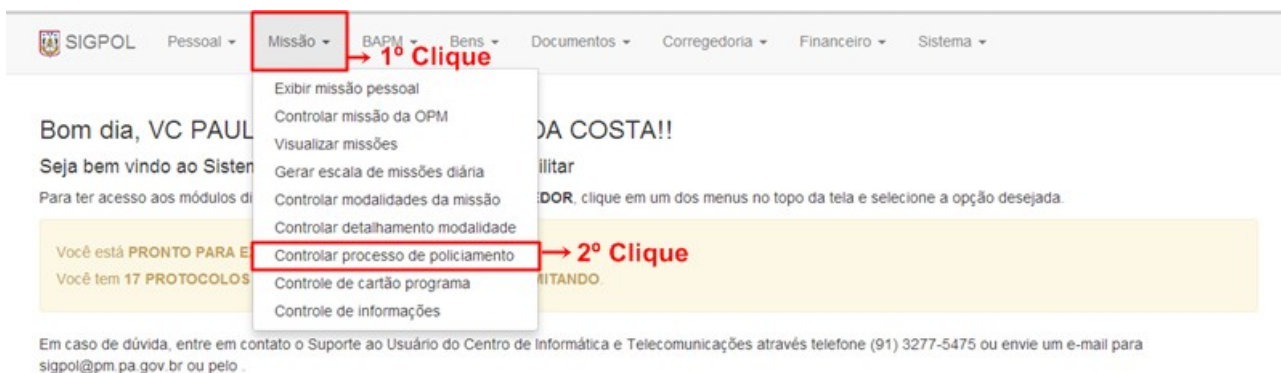 SIGPOL Pessoal Missão BAPM Bens Documentos Corregedoria Financeiro Sistema
→ 1º Clique
Exibir missão pessoal
Controlar missão da OPM
Visualizar missões
Gerar escala de missões diária
Controlar modalidades da missão
Controlar detalhamento modalidade
Controlar processo de policiamento → 2º Clique
Controle de cartão programa
Controle de informações
Bom dia, VC PAUL DA COSTA!!
Seja bem vindo ao Sistem ilitar
Para ter acesso aos módulos di EDOR, clique em um dos menus no topo da tela e selecione a opção desejada.
Você está PRONTO PARA E
Você tem 17 PROTOCOLOS MITANDO.
Em caso de dúvida, entre em contato o Suporte ao Usuário do Centro de Informática e Telecomunicações através telefone (91) 3277-5475 ou envie um e-mail para
sigpol@pm.pa.gov.br ou pelo .